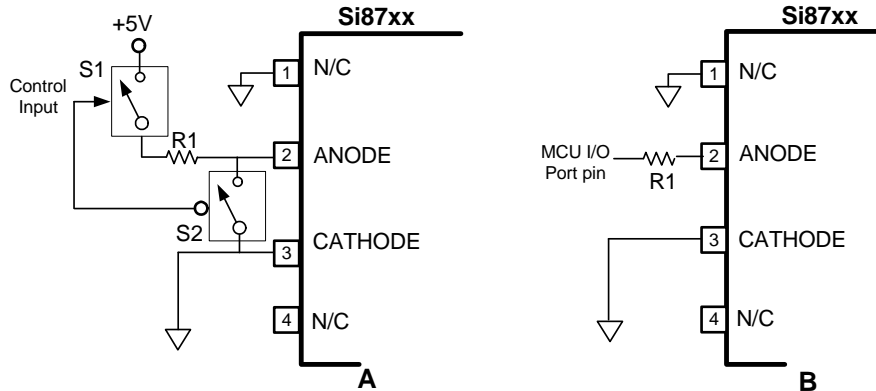 Si87xx
+5V
S1
Control
Input
1
N/C
R1
2
ANODE
S2
3
CATHODE
4
N/C
A
Si87xx
1
N/C
MCU I/O
Port pin
R1
2
ANODE
3
CATHODE
4
N/C
B